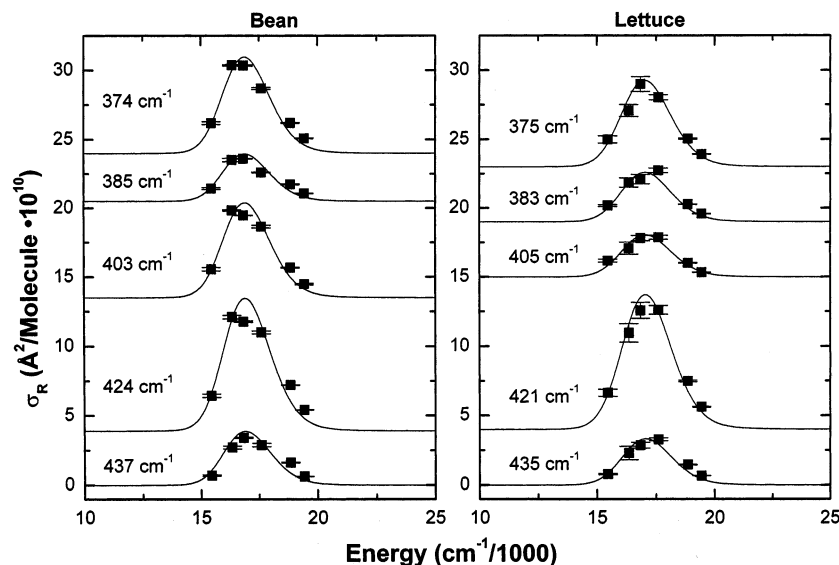 Bean
Lettuce
σR (Å²/Molecule •10¹⁰)
30
25
20
15
10
5
0
374 cm⁻¹
385 cm⁻¹
403 cm⁻¹
424 cm⁻¹
437 cm⁻¹
375 cm⁻¹
383 cm⁻¹
405 cm⁻¹
421 cm⁻¹
435 cm⁻¹
10 15 20 25 10 15 20 25
Energy (cm⁻¹/1000)